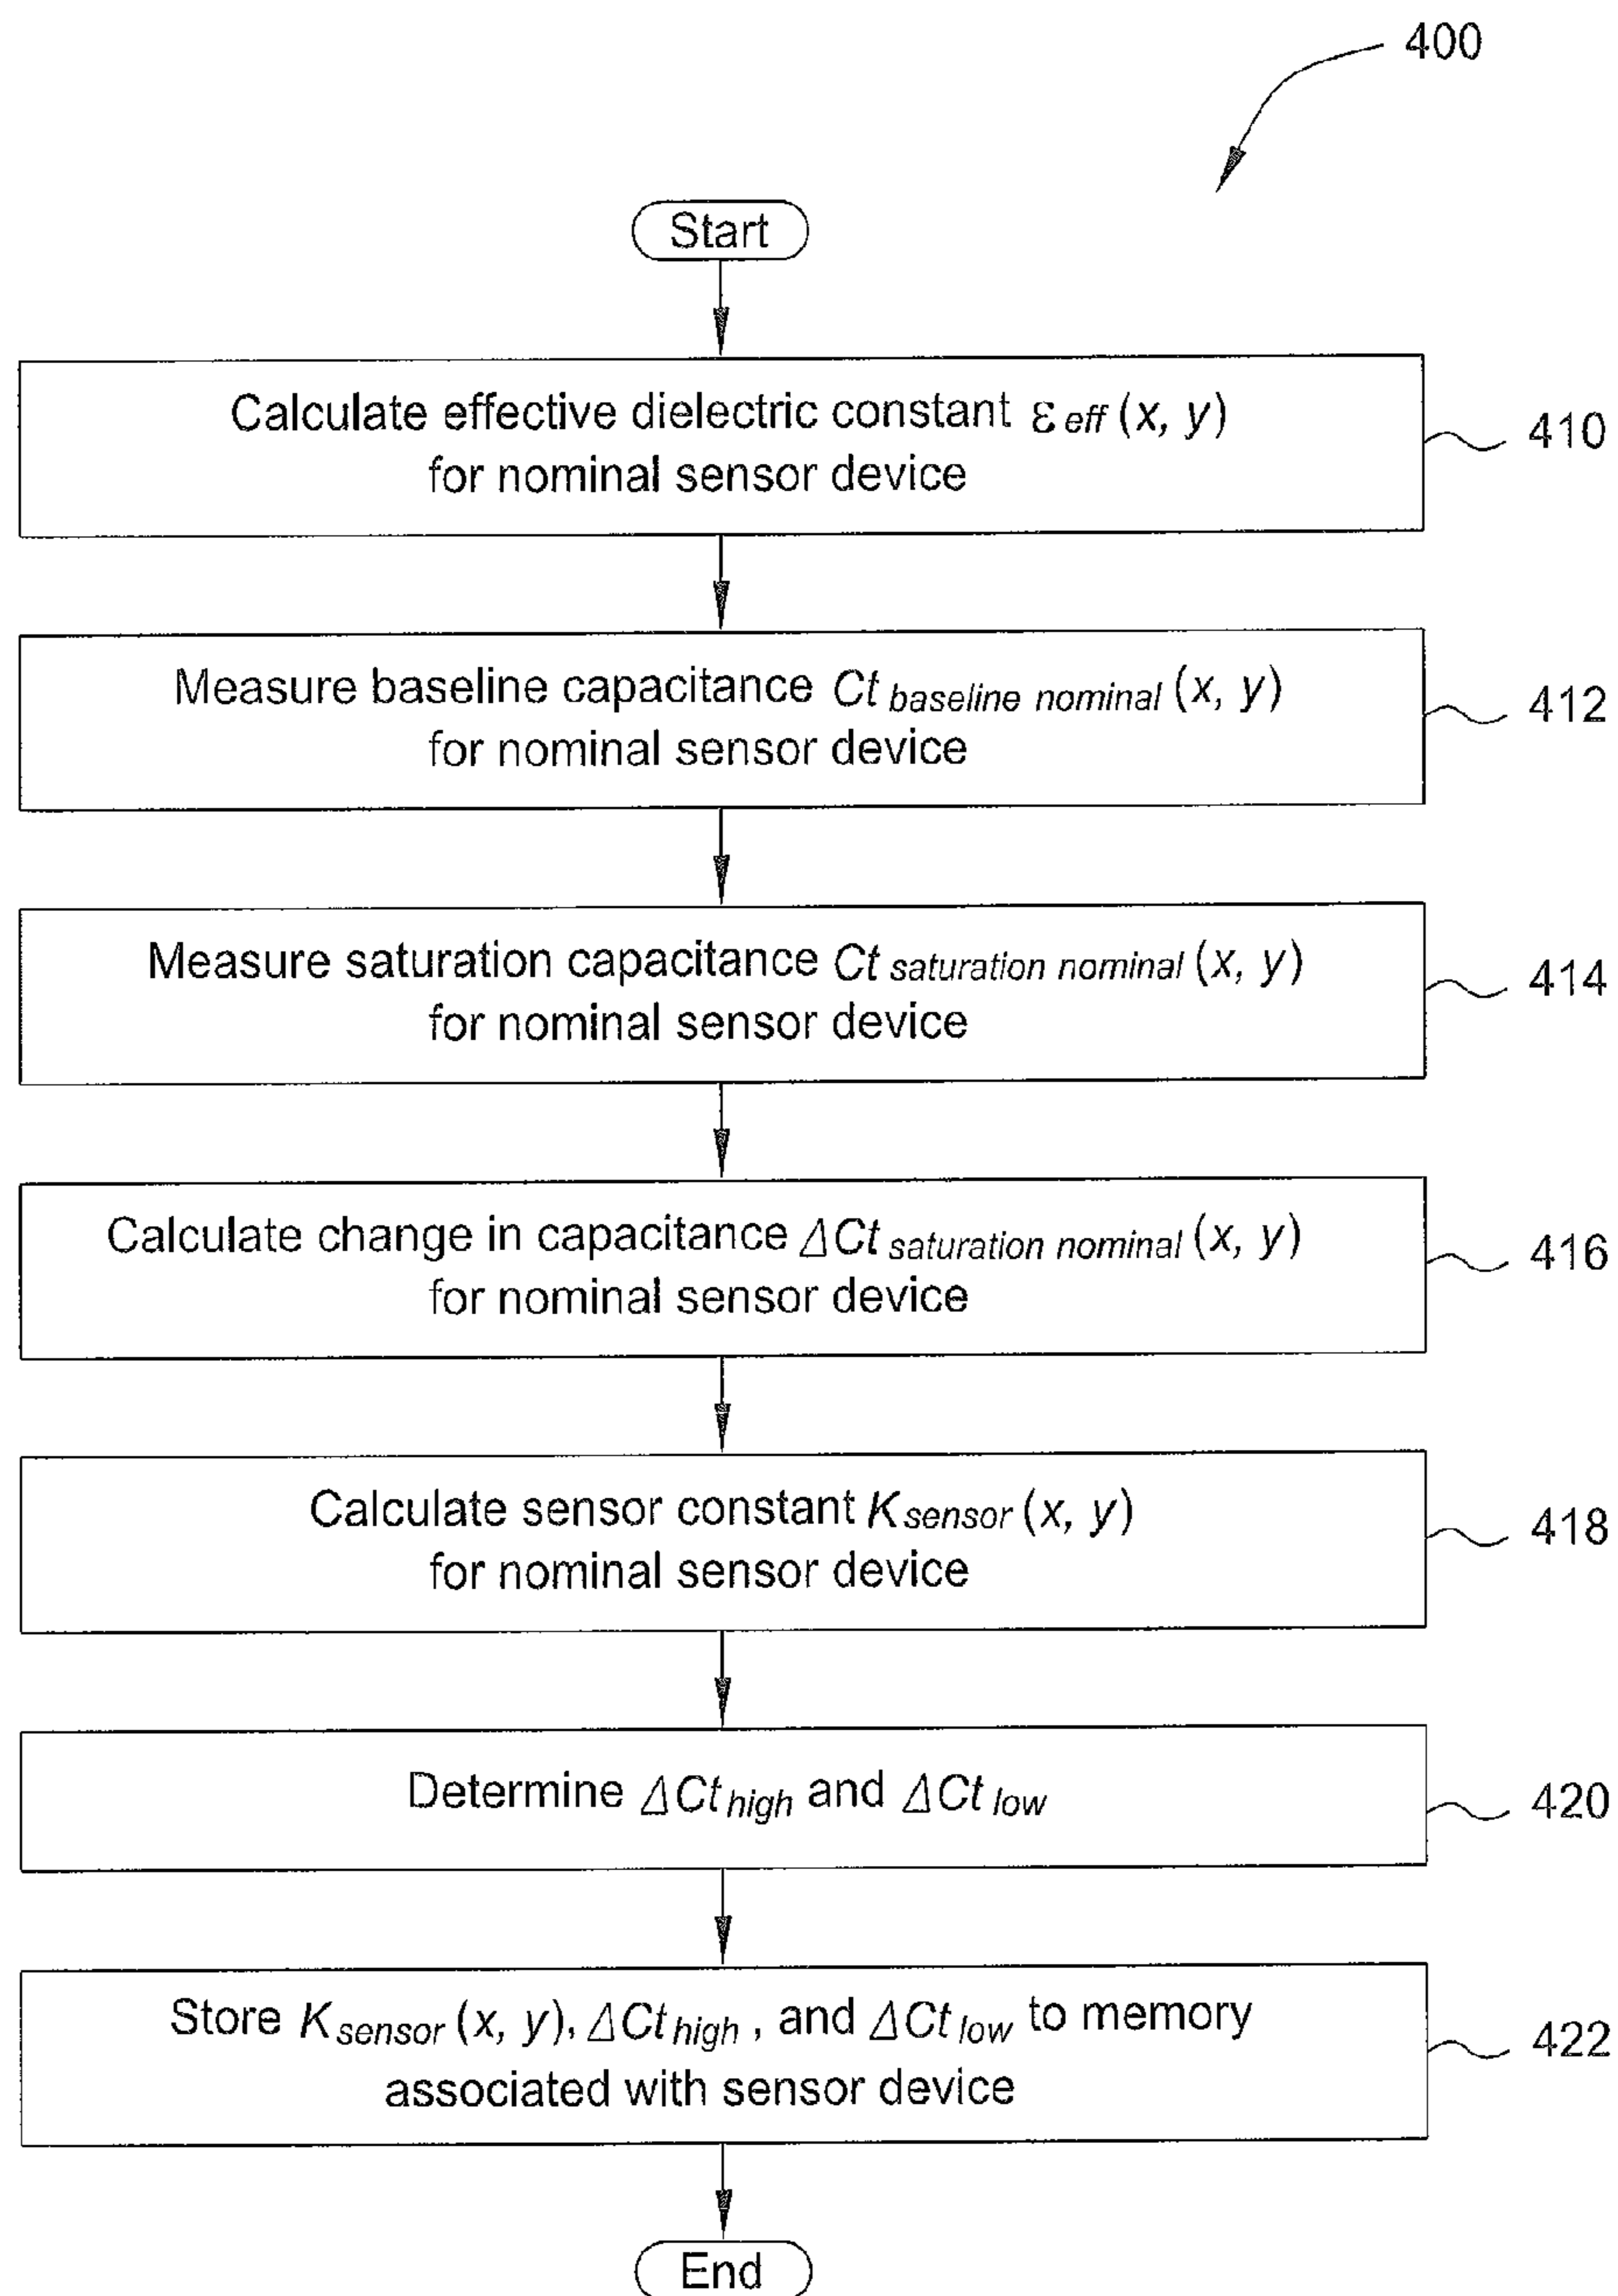 400
Start
Calculate effective dielectric constant ε eff (x, y)
for nominal sensor device
410
Measure baseline capacitance Ct baseline nominal (x, y)
for nominal sensor device
412
Measure saturation capacitance Ct saturation nominal (x, y)
for nominal sensor device
414
Calculate change in capacitance ΔCt saturation nominal (x, y)
for nominal sensor device
416
Calculate sensor constant K sensor (x, y)
for nominal sensor device
418
Determine ΔCt high and ΔCt low
420
Store K sensor (x, y), ΔCt high , and ΔCt low to memory
associated with sensor device
422
End